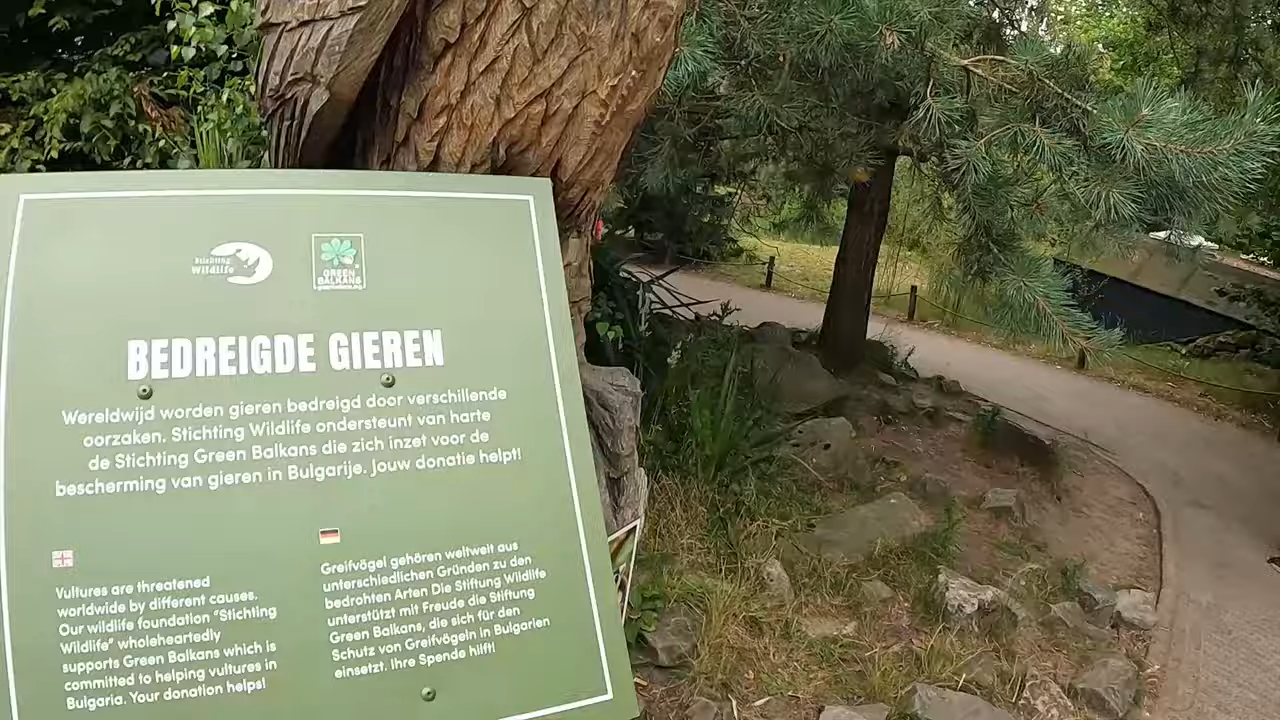 Stichting
Wildlife
GREEN
BALKANS
BEDREIGDE GIEREN
Wereldwijd worden gieren bedreigd door verschillende
oorzaken. Stichting Wildlife ondersteunt van harte
de Stichting Green Balkans die zich inzet voor de
bescherming van gieren in Bulgarije. Jouw donatie helpt!
Vultures are threatened
worldwide by different causes.
Our wildlife foundation "Stichting
Wildlife" wholeheartedly
supports Green Balkans which is
committed to helping vultures in
Bulgaria. Your donation helps!
Greifvögel gehören weltweit aus
unterschiedlichen Gründen zu den
bedrohten Arten Die Stiftung Wildlife
unterstützt mit Freude die Stiftung
Green Balkans, die sich für den
Schutz von Greifvögeln in Bulgarien
einsetzt. Ihre Spende hilft!